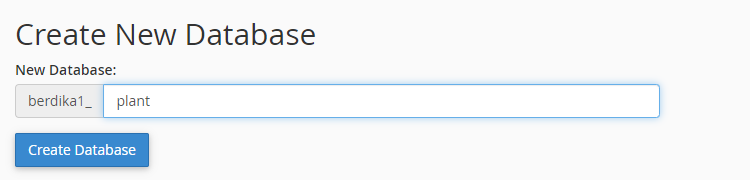 Create New Database
New Database:
berdika1_ plant
Create Database